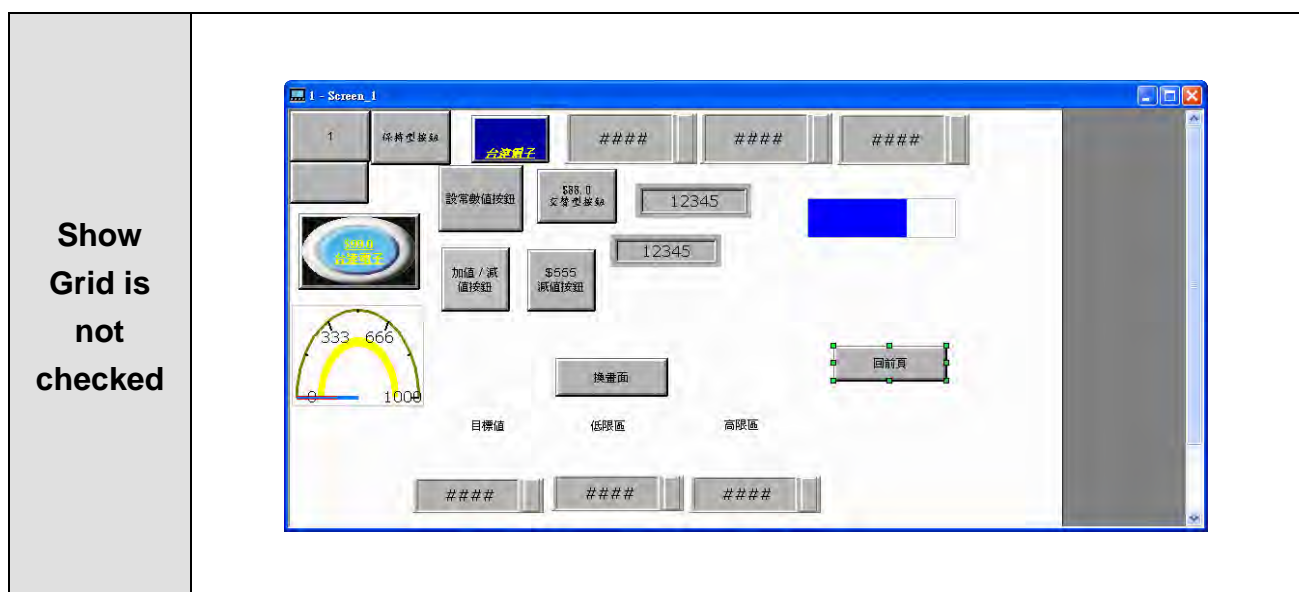 Show
Grid is
not
checked
1 - Screen_1
1
保持型按鈕
台達電子
####
####
####
設常數值按鈕
$88.0
交替型按鈕
12345
$88.0
台達電子
12345
加值 / 減
值按鈕
$555
減值按鈕
333 666
0 1000
換畫面
回前頁
目標值
低限區
高限區
####
####
####